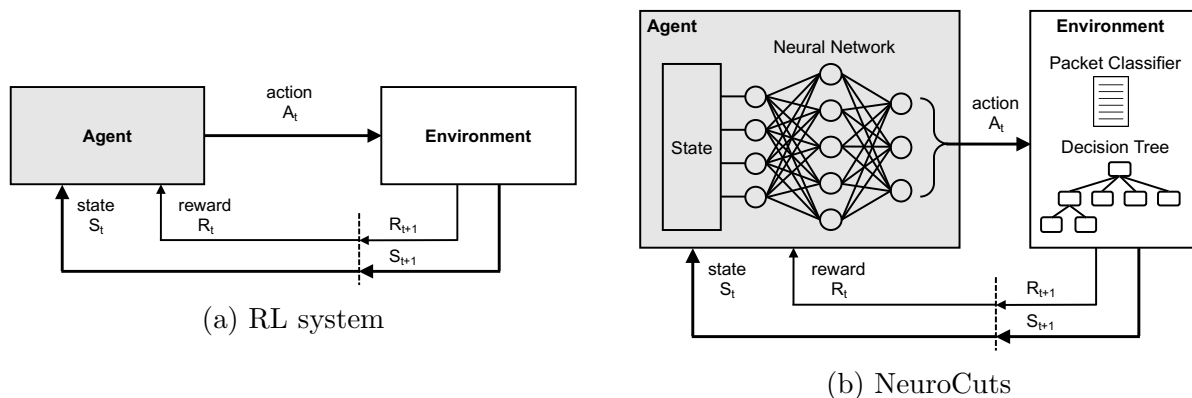 action
A_t
Agent
Environment
state
S_t
reward
R_t
R_{t+1}
S_{t+1}
(a) RL system
Agent
Neural Network
State
action
A_t
Environment
Packet Classifier
Decision Tree
state
S_t
reward
R_t
R_{t+1}
S_{t+1}
(b) NeuroCuts